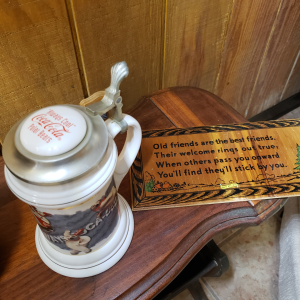 Coca-Cola
Old friends are the best friends,
Their welcome rings out true;
When others pass you onward
You'll find they'll stick by you.